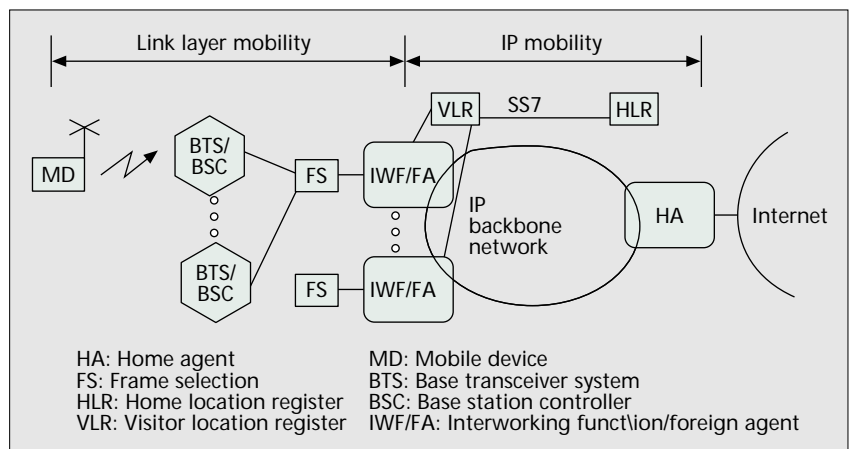 Link layer mobility
IP mobility
VLR
SS7
HLR
MD
BTS/
BSC
FS
IWF/FA
IP
backbone
network
HA
Internet
BTS/
BSC
FS
IWF/FA
HA: Home agent
FS: Frame selection
HLR: Home location register
VLR: Visitor location register
MD: Mobile device
BTS: Base transceiver system
BSC: Base station controller
IWF/FA: Interworking funct\ion/foreign agent